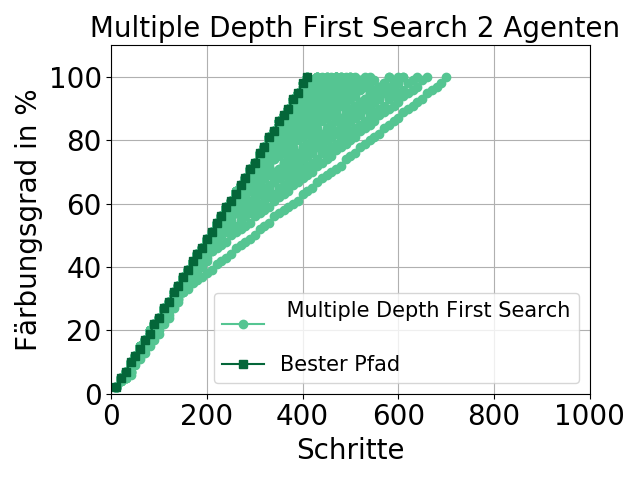 Multiple Depth First Search 2 Agenten
Färbungsgrad in %
100
80
60
40
20
0
Multiple Depth First Search
Bester Pfad
0 200 400 600 800 1000
Schritte